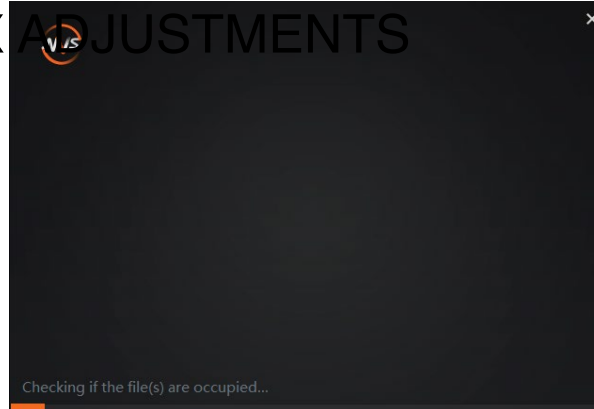 X ADJUSTMENTS
Checking if the file(s) are occupied...